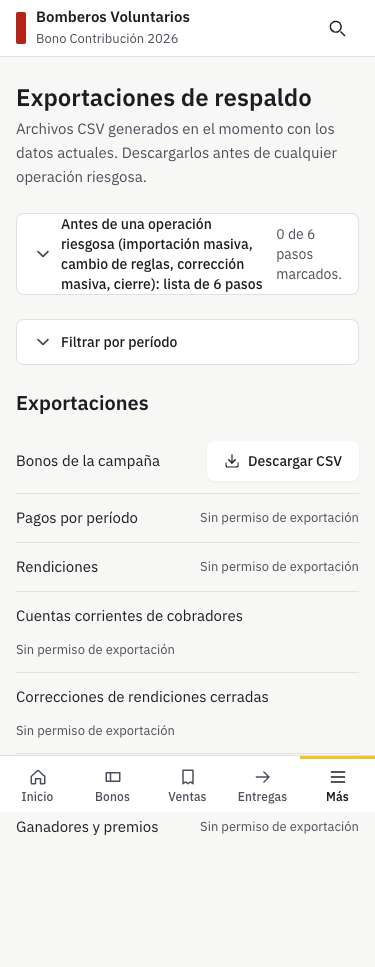 Bomberos Voluntarios
Bono Contribución 2026
Exportaciones de respaldo
Archivos CSV generados en el momento con los
datos actuales. Descargarlos antes de cualquier
operación riesgosa.
Antes de una operación
riesgosa (importación masiva,
cambio de reglas, corrección
masiva, cierre): lista de 6 pasos
0 de 6
pasos
marcados.
Filtrar por período
Exportaciones
Bonos de la campaña
Descargar CSV
Pagos por período
Sin permiso de exportación
Rendiciones
Sin permiso de exportación
Cuentas corrientes de cobradores
Sin permiso de exportación
Correcciones de rendiciones cerradas
Sin permiso de exportación
Inicio
Bonos
Ventas
Entregas
Más
Ganadores y premios
Sin permiso de exportación